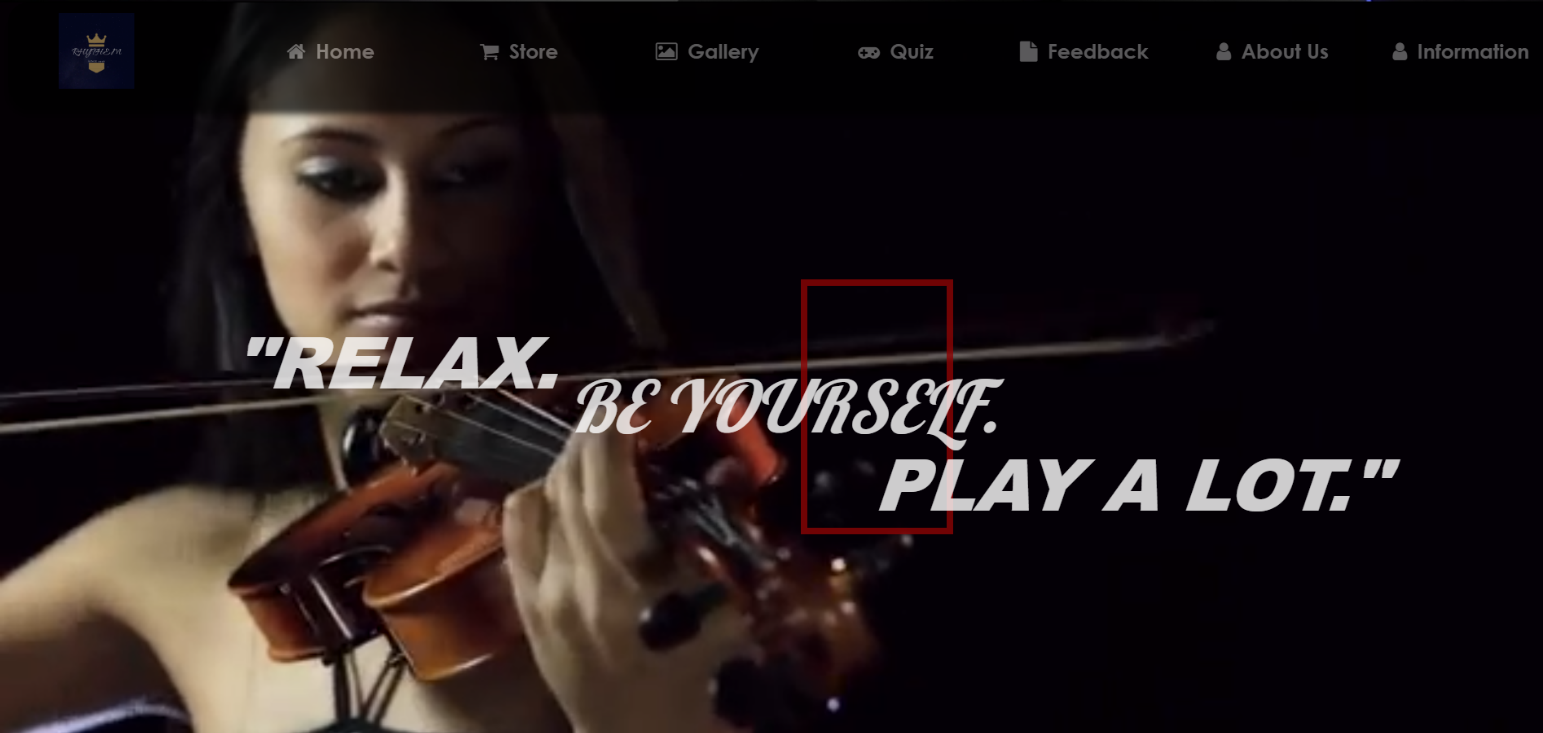 Home Store Gallery Quiz Feedback About Us Information
"RELAX.
BE YOURSELF.
PLAY A LOT."